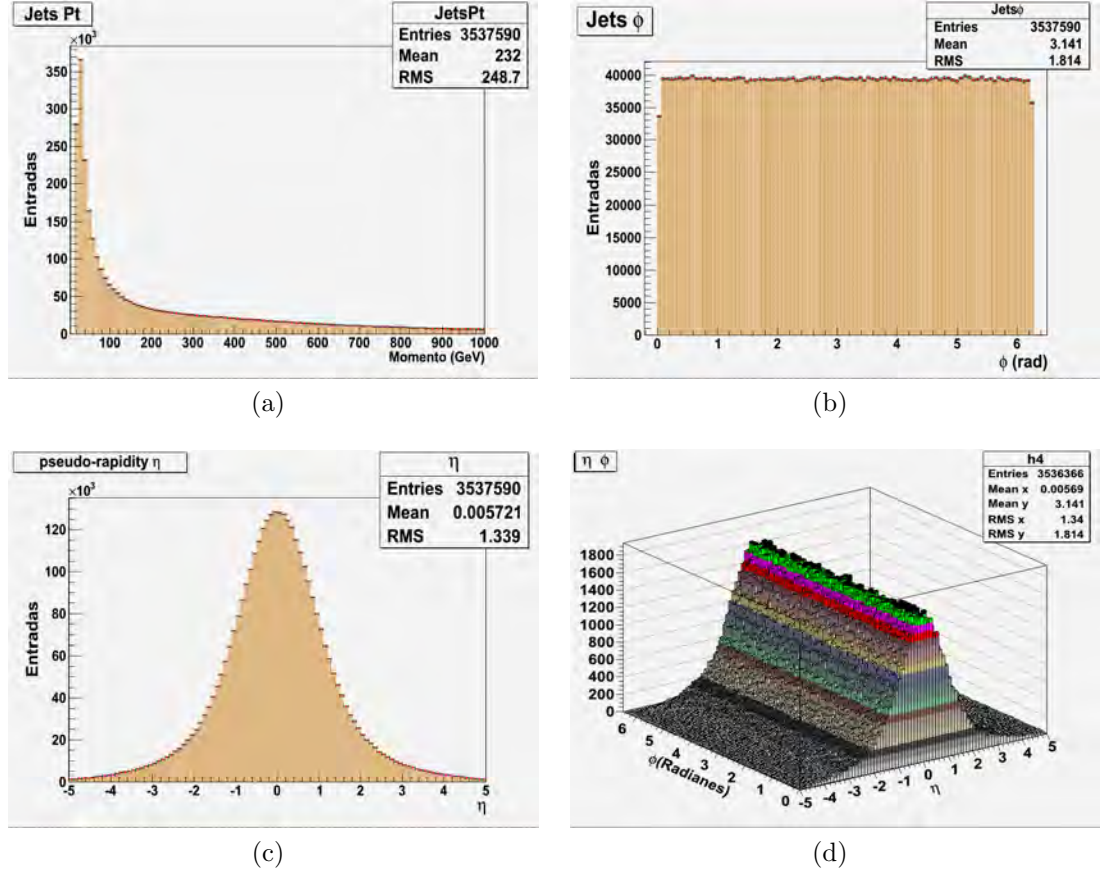 Jets Pt
JetsPt
Entries 3537590
Mean 232
RMS 248.7
×10³
350
300
250
200
150
100
50
0
Entradas
100 200 300 400 500 600 700 800 900 1000
Momento (GeV)
(a)
Jets ϕ
Jetsϕ
Entries 3537590
Mean 3.141
RMS 1.814
40000
35000
30000
25000
20000
15000
10000
5000
0
Entradas
0 1 2 3 4 5 6
ϕ (rad)
(b)
pseudo-rapidity η
η
Entries 3537590
Mean 0.005721
RMS 1.339
×10³
120
100
80
60
40
20
0
Entradas
-5 -4 -3 -2 -1 0 1 2 3 4 5
η
(c)
η ϕ
h4
Entries 3536366
Mean x 0.00569
Mean y 3.141
RMS x 1.34
RMS y 1.814
1800
1600
1400
1200
1000
800
600
400
200
0
6 5 4 3 2 1 0
ϕ(Radianes)
-5 -4 -3 -2 -1 0 1 2 3 4 5
η
(d)